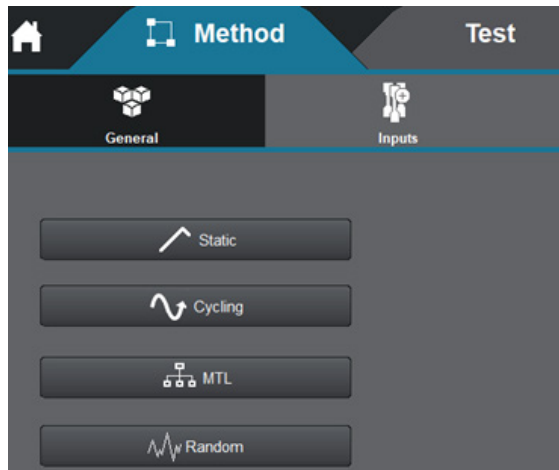 Method Test
General Inputs
Static
Cycling
MTL
Random